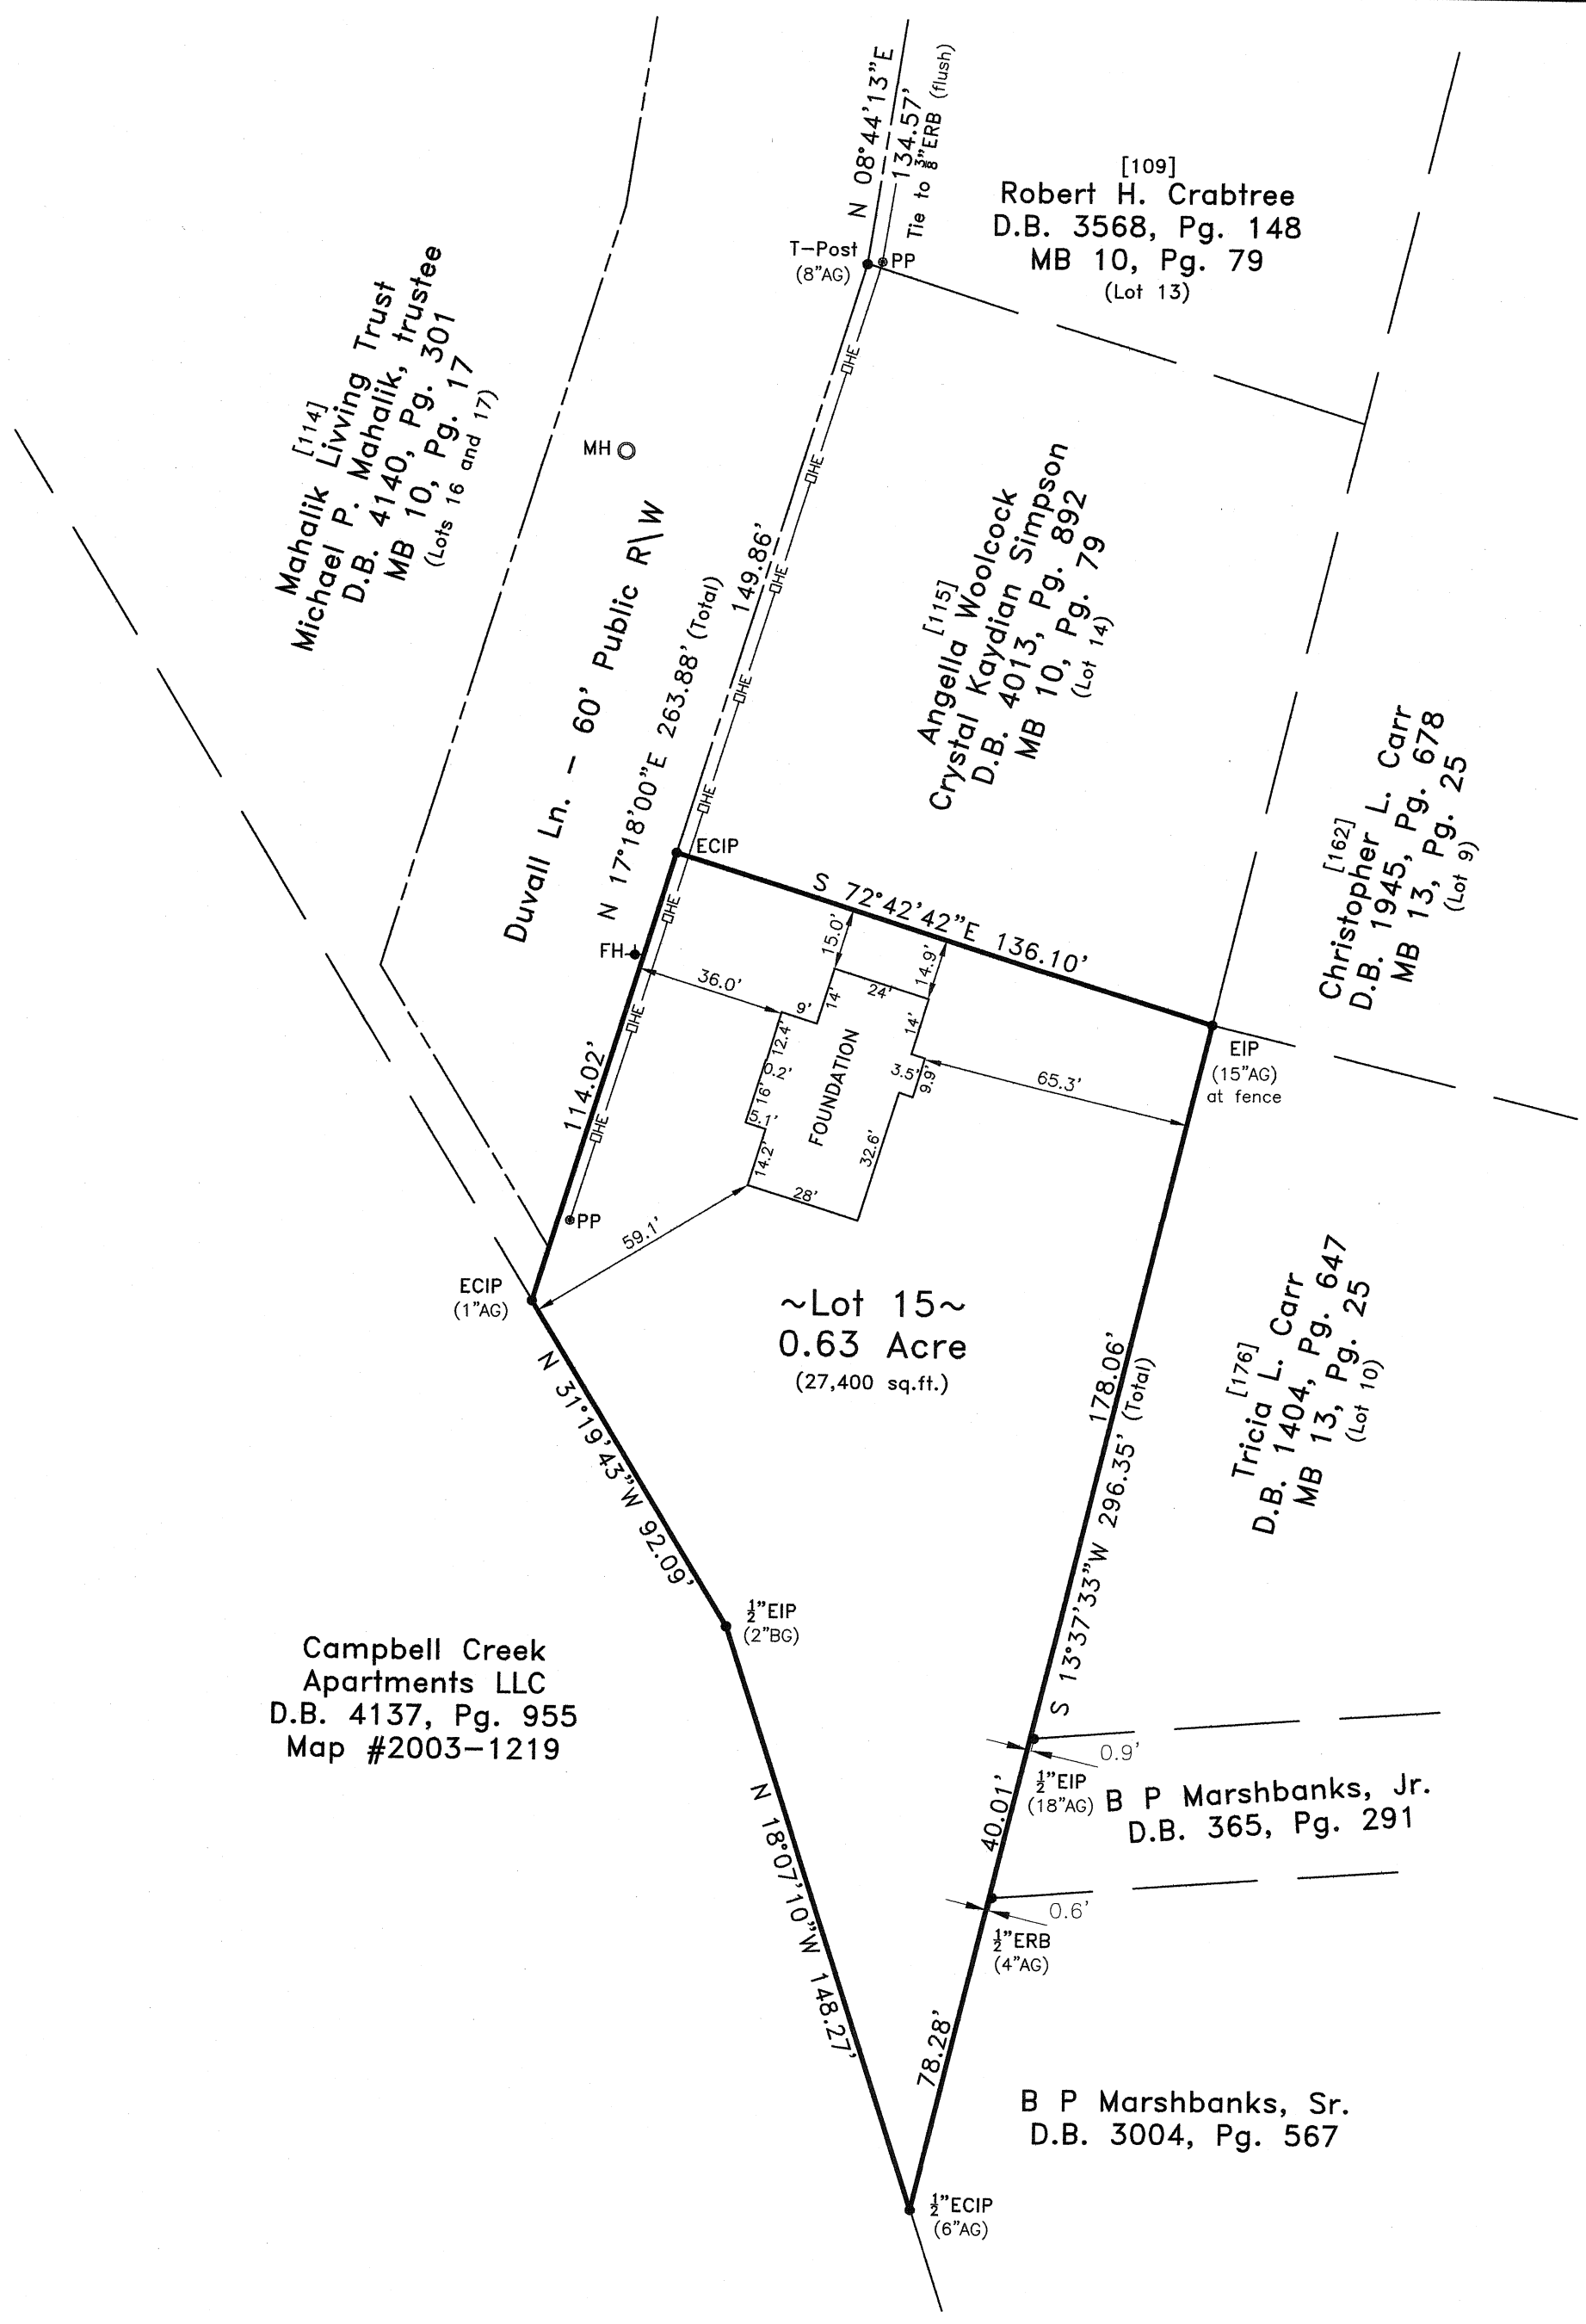 N 08°44'13"E
134.57'
Tie to 3/8"ERB (flush)
[109]
Robert H. Crabtree
D.B. 3568, Pg. 148
MB 10, Pg. 79
(Lot 13)
T-Post
(8"AG)
PP
[114]
Mahalik Livving Trust
Michael P. Mahalik, trustee
D.B. 4140, Pg. 301
MB 10, Pg. 17
(Lots 16 and 17)
MH
Duvall Ln. - 60' Public R\W
N 17°18'00"E 263.88' (Total)
149.86'
OHE
OHE
OHE
OHE
OHE
OHE
OHE
OHE
[115]
Angella Woolcock
Crystal Kaydian Simpson
D.B. 4013, Pg. 892
MB 10, Pg. 79
(Lot 14)
[162]
Christopher L. Carr
D.B. 1945, Pg. 678
MB 13, Pg. 25
(Lot 9)
ECIP
S 72°42'42"E 136.10'
FH
36.0'
15.0'
14.9'
9'
14'
24'
14'
12.4'
0.2'
16'
5.1'
14.2'
28'
32.6'
3.5'
9.9'
FOUNDATION
65.3'
EIP
(15"AG)
at fence
114.02'
PP
59.1'
ECIP
(1"AG)
~Lot 15~
0.63 Acre
(27,400 sq.ft.)
[176]
Tricia L. Carr
D.B. 1404, Pg. 647
MB 13, Pg. 25
(Lot 10)
178.06'
S 13°37'33"W 296.35' (Total)
N 31°19'43"W 92.09'
1/2"EIP
(2"BG)
Campbell Creek
Apartments LLC
D.B. 4137, Pg. 955
Map #2003-1219
0.9'
1/2"EIP
(18"AG)
B P Marshbanks, Jr.
D.B. 365, Pg. 291
40.01'
N 18°07'10"W 148.27'
0.6'
1/2"ERB
(4"AG)
78.28'
B P Marshbanks, Sr.
D.B. 3004, Pg. 567
1/2"ECIP
(6"AG)